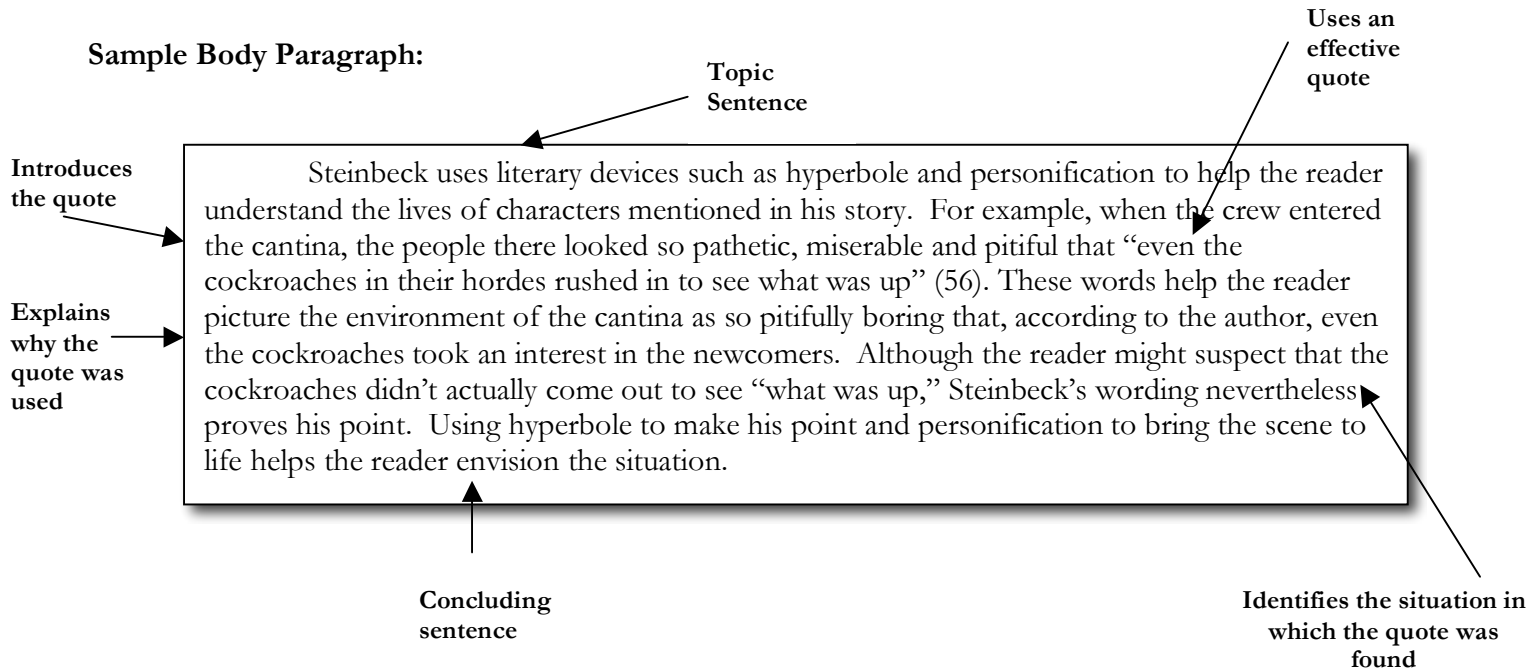 Sample Body Paragraph:
Topic
Sentence
Uses an
effective
quote
Introduces
the quote
Explains
why the
quote was
used
Steinbeck uses literary devices such as hyperbole and personification to help the reader
understand the lives of characters mentioned in his story.  For example, when the crew entered
the cantina, the people there looked so pathetic, miserable and pitiful that “even the
cockroaches in their hordes rushed in to see what was up” (56). These words help the reader
picture the environment of the cantina as so pitifully boring that, according to the author, even
the cockroaches took an interest in the newcomers.  Although the reader might suspect that the
cockroaches didn’t actually come out to see “what was up,” Steinbeck’s wording nevertheless
proves his point.  Using hyperbole to make his point and personification to bring the scene to
life helps the reader envision the situation.
Concluding
sentence
Identifies the situation in
which the quote was
found